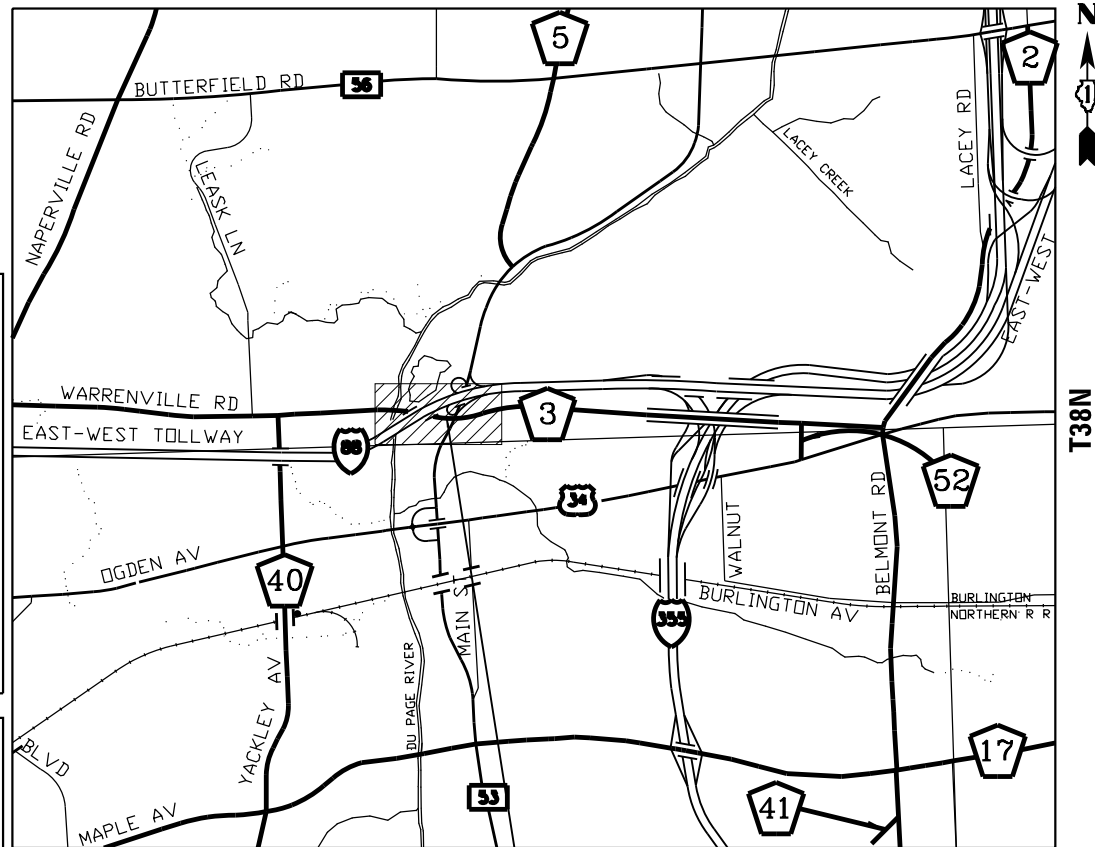 N
5
2
1
BUTTERFIELD RD
56
NAPERVILLE RD
LEASK LN
LACEY RD
LACEY CREEK
EAST-WEST
WARRENVILLE RD
3
T38N
EAST-WEST TOLLWAY
88
52
34
WALNUT
BELMONT RD
OGDEN AV
40
BURLINGTON AV
BURLINGTON
NORTHERN R R
355
MAIN S
DU PAGE RIVER
YACKLEY AV
BLVD
17
53
41
MAPLE AV